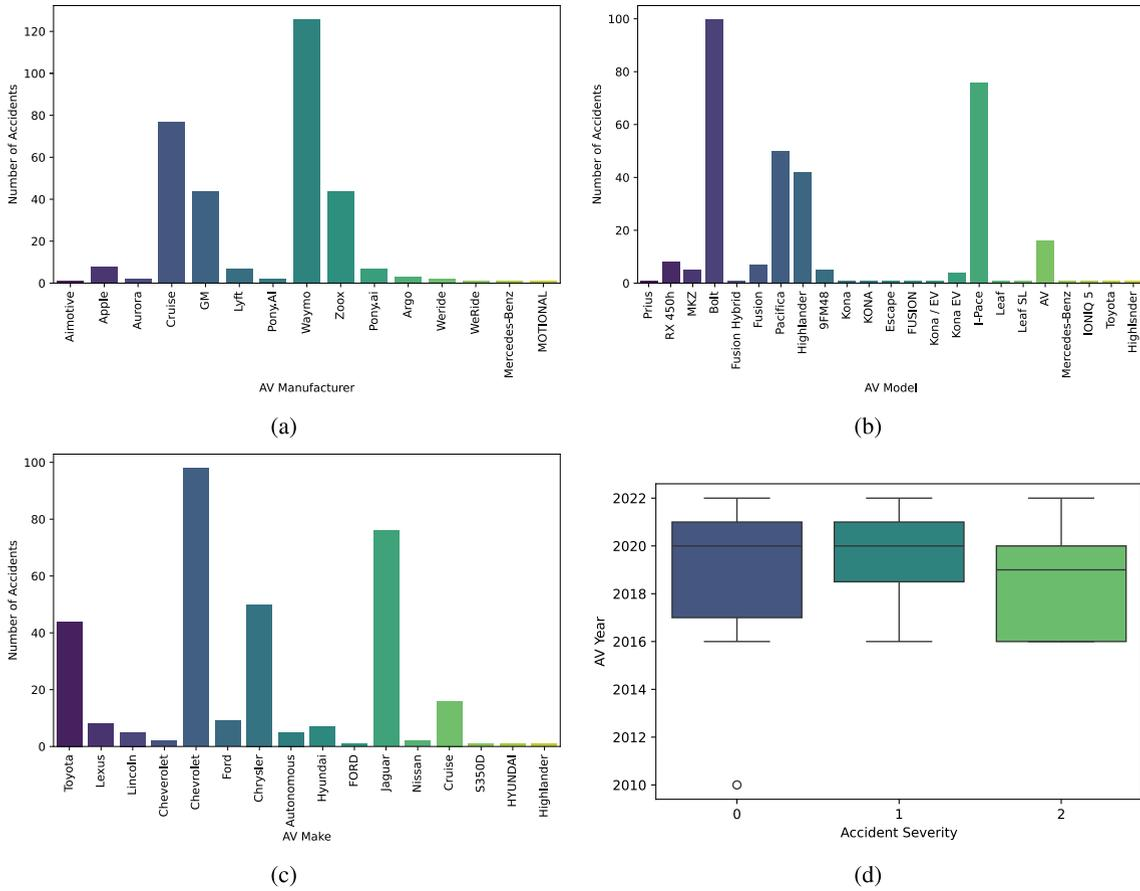 120
100
80
60
40
20
0
Number of Accidents
Aimotive
Apple
Aurora
Cruise
GM
Lyft
Pony.AI
Waymo
Zoox
Pony.ai
Argo
Weride
WeRide
Mercedes-Benz
MOTIONAL
AV Manufacturer
(a)
100
80
60
40
20
0
Number of Accidents
Prius
RX 450h
MKZ
Bolt
Fusion Hybrid
Fusion
Pacifica
Highlander
9FM48
Kona
KONA
Escape
FUSION
Kona / EV
Kona EV
I-Pace
Leaf
Leaf SL
AV
Mercedes-Benz
IONIQ 5
Toyota
Highlsnder
AV Model
(b)
100
80
60
40
20
0
Number of Accidents
Toyota
Lexus
Lincoln
Cheverolet
Chevrolet
Ford
Chrysler
Autonomous
Hyundai
FORD
Jaguar
Nissan
Cruise
S350D
HYUNDAI
Highlander
AV Make
(c)
2022
2020
2018
2016
2014
2012
2010
AV Year
0
1
2
Accident Severity
(d)